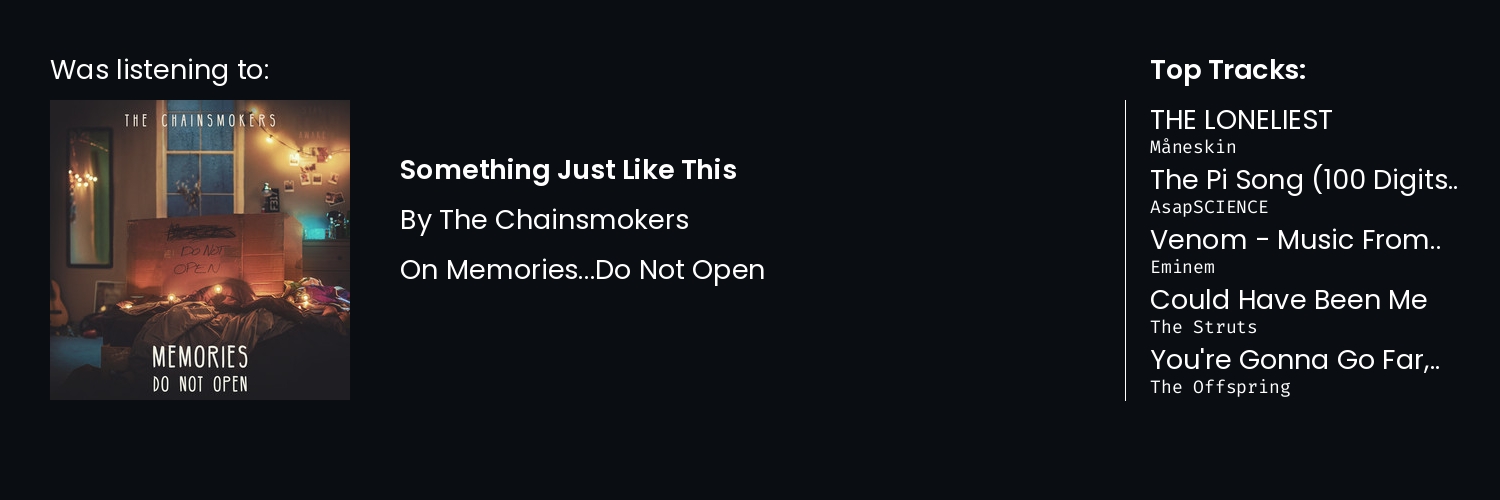 Was listening to:
THE CHAINSMOKERS
DO NOT
OPEN
MEMORIES
DO NOT OPEN
Something Just Like This
By The Chainsmokers
On Memories...Do Not Open
Top Tracks:
THE LONELIEST
Måneskin
The Pi Song (100 Digits..
AsapSCIENCE
Venom - Music From..
Eminem
Could Have Been Me
The Struts
You're Gonna Go Far,..
The Offspring